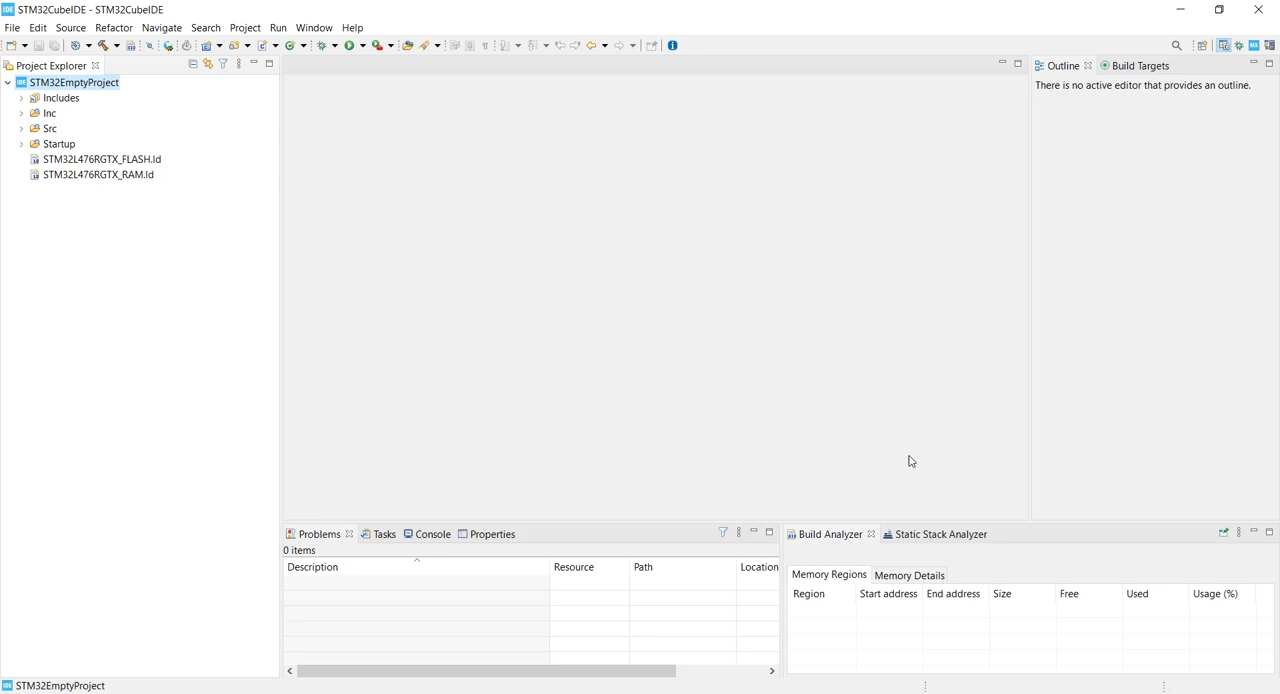 IDE STM32CubeIDE - STM32CubeIDE
File Edit Source Refactor Navigate Search Project Run Window Help
Project Explorer
Outline
Build Targets
IDE STM32EmptyProject
There is no active editor that provides an outline.
Includes
Inc
Src
Startup
STM32L476RGTX_FLASH.ld
STM32L476RGTX_RAM.ld
Problems Tasks Console Properties
Build Analyzer Static Stack Analyzer
0 items
Description Resource Path Location
Memory Regions Memory Details
Region Start address End address Size Free Used Usage (%)
IDE STM32EmptyProject